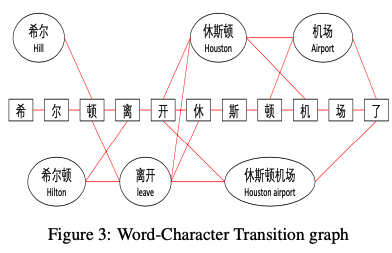 希尔
Hill
休斯顿
Houston
机场
Airport
希 尔 顿 离 开 休 斯 顿 机 场 了
希尔顿
Hilton
离开
leave
休斯顿机场
Houston airport
Figure 3: Word-Character Transition graph